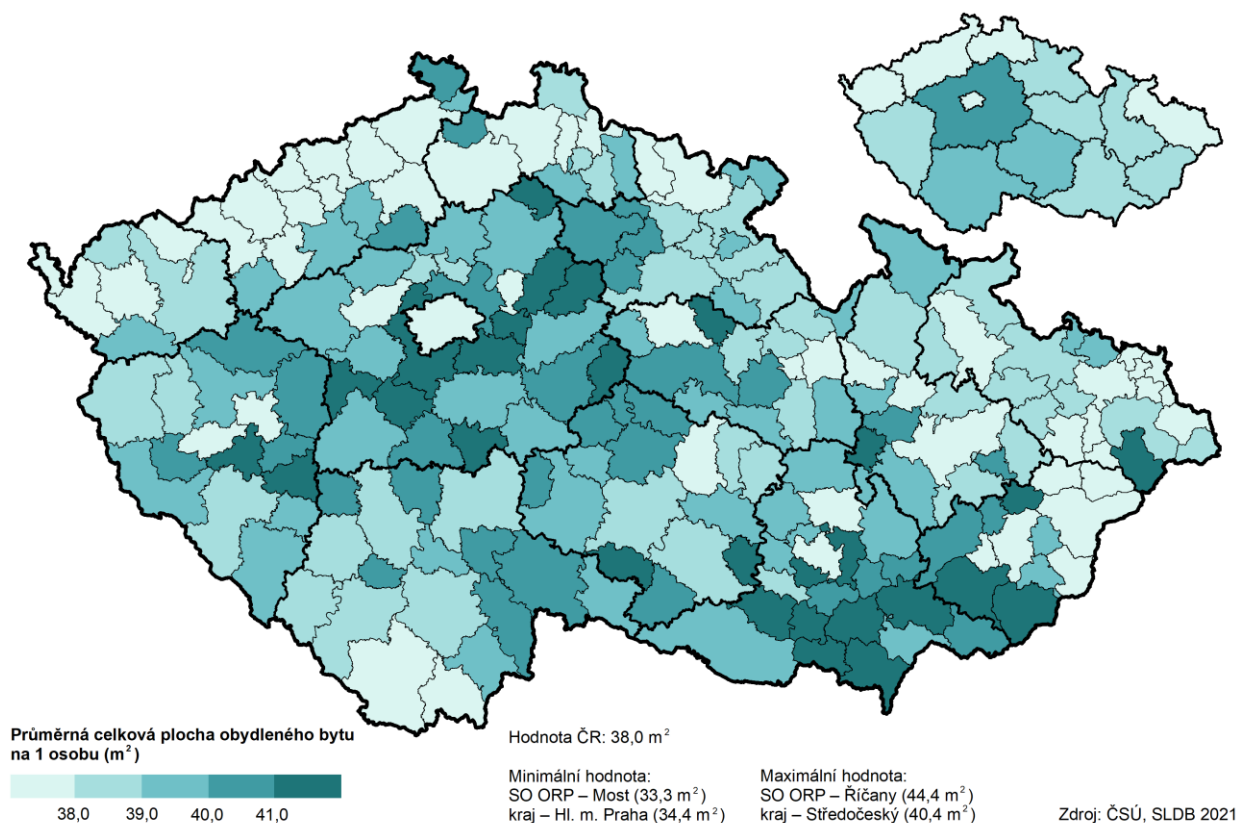 Průměrná celková plocha obydleného bytu
na 1 osobu (m²)
38,0 39,0 40,0 41,0
Hodnota ČR: 38,0 m²
Minimální hodnota:
SO ORP – Most (33,3 m²)
kraj – Hl. m. Praha (34,4 m²)
Maximální hodnota:
SO ORP – Říčany (44,4 m²)
kraj – Středočeský (40,4 m²)
Zdroj: ČSÚ, SLDB 2021